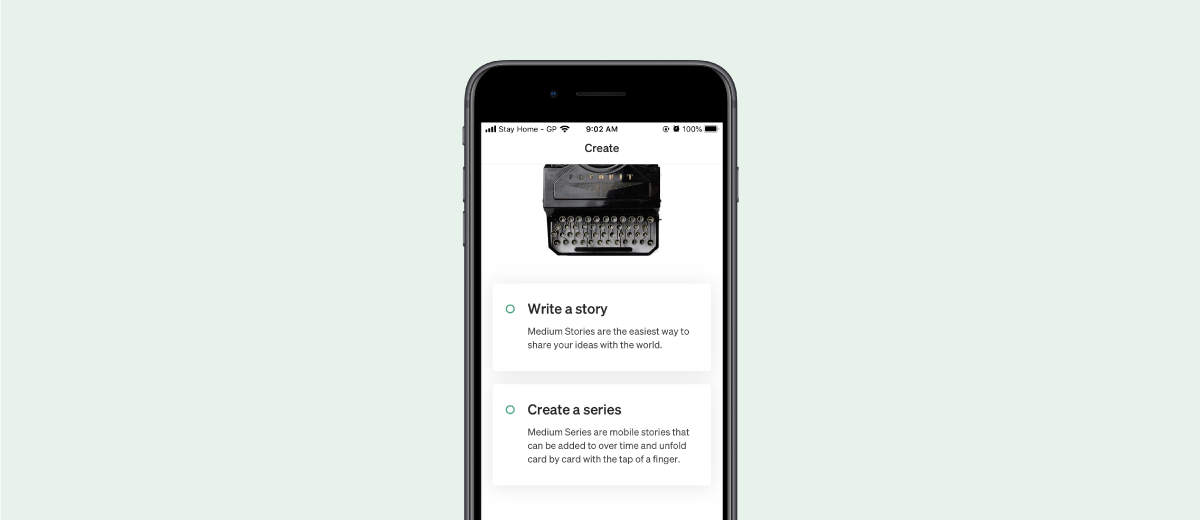 Stay Home - GP 9:02 AM 100%
Create
Write a story
Medium Stories are the easiest way to
share your ideas with the world.
Create a series
Medium Series are mobile stories that
can be added to over time and unfold
card by card with the tap of a finger.